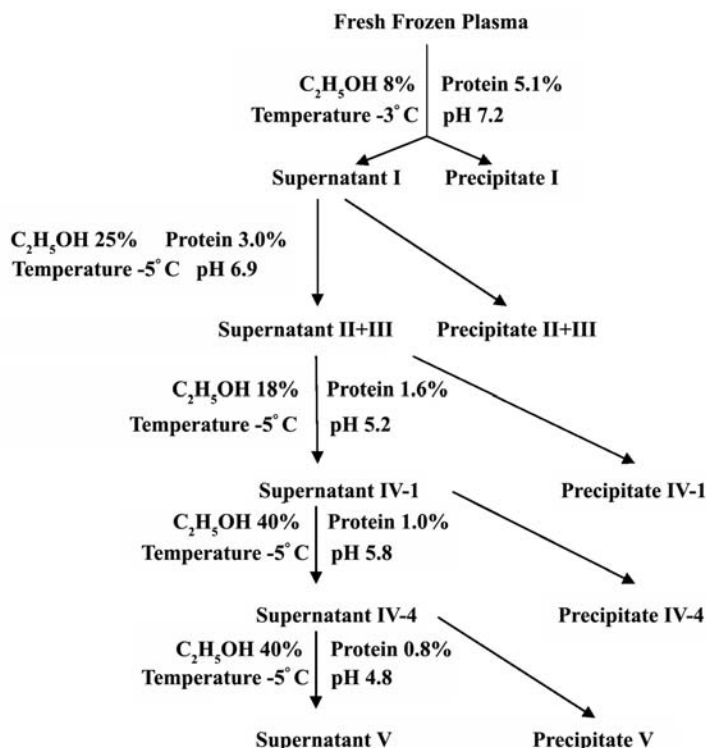 Fresh Frozen Plasma
C₂H₅OH 8% Protein 5.1%
Temperature -3° C pH 7.2
Supernatant I Precipitate I
C₂H₅OH 25% Protein 3.0%
Temperature -5° C pH 6.9
Supernatant II+III Precipitate II+III
C₂H₅OH 18% Protein 1.6%
Temperature -5° C pH 5.2
Supernatant IV-1 Precipitate IV-1
C₂H₅OH 40% Protein 1.0%
Temperature -5° C pH 5.8
Supernatant IV-4 Precipitate IV-4
C₂H₅OH 40% Protein 0.8%
Temperature -5° C pH 4.8
Supernatant V Precipitate V